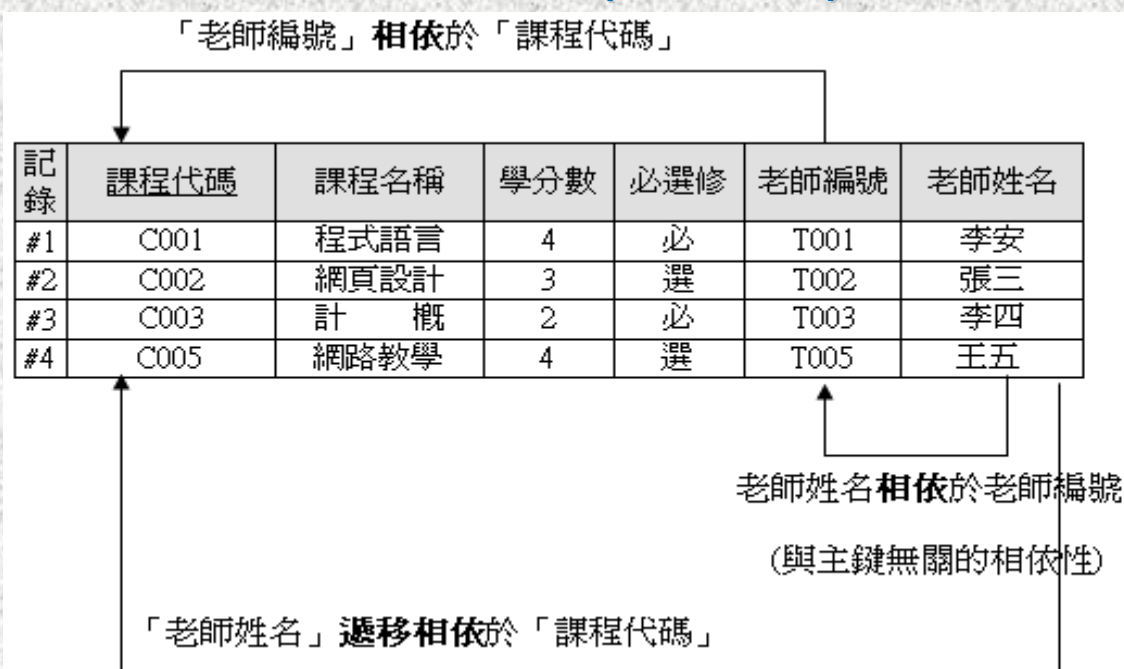 「老師編號」相依於「課程代碼」
記錄 課程代碼 課程名稱 學分數 必選修 老師編號 老師姓名
#1 C001 程式語言 4 必 T001 李安
#2 C002 網頁設計 3 選 T002 張三
#3 C003 計 概 2 必 T003 李四
#4 C005 網路教學 4 選 T005 王五
老師姓名相依於老師編號
(與主鍵無關的相依性)
「老師姓名」遞移相依於「課程代碼」